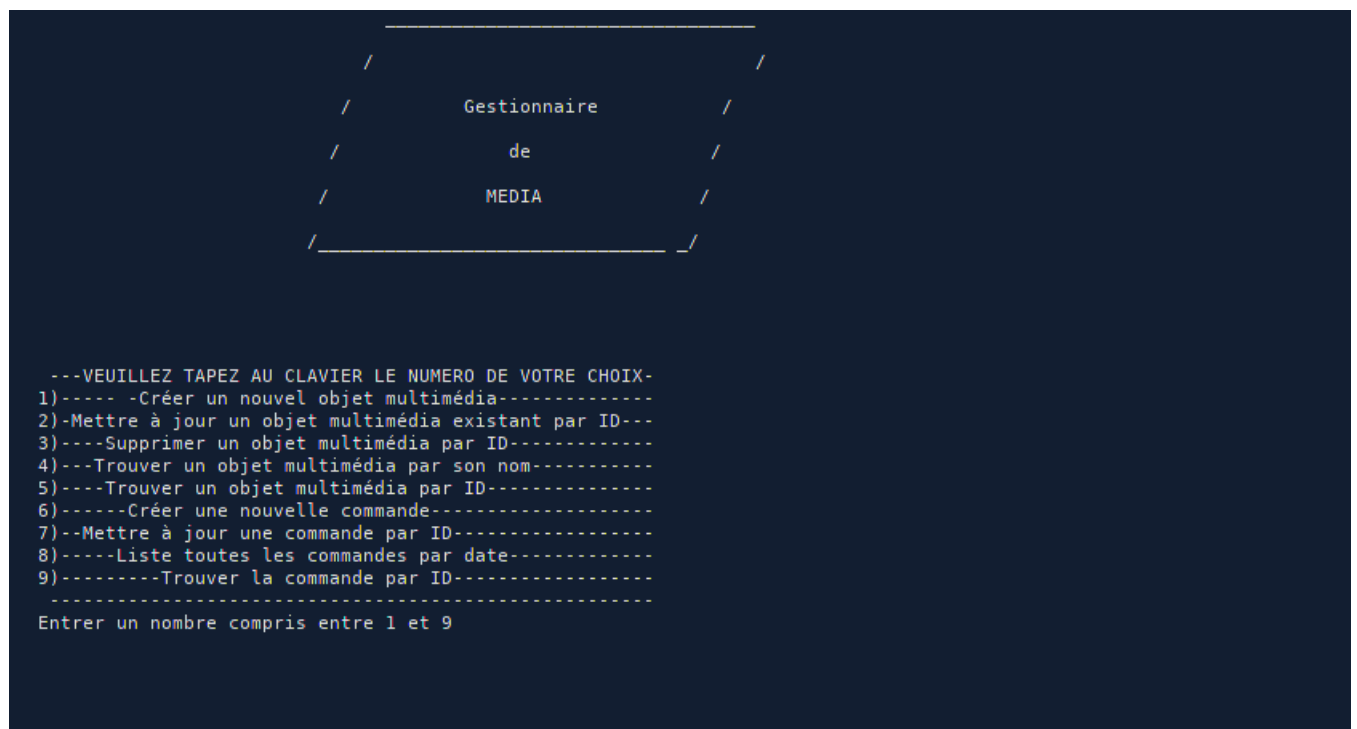 _________________________________
/ /
/ Gestionnaire /
/ de /
/ MEDIA /
/_______________________________ _/
---VEUILLEZ TAPEZ AU CLAVIER LE NUMERO DE VOTRE CHOIX-
1)----- -Créer un nouvel objet multimédia--------------
2)-Mettre à jour un objet multimédia existant par ID---
3)----Supprimer un objet multimédia par ID-------------
4)---Trouver un objet multimédia par son nom-----------
5)----Trouver un objet multimédia par ID---------------
6)------Créer une nouvelle commande--------------------
7)--Mettre à jour une commande par ID------------------
8)-----Liste toutes les commandes par date-------------
9)---------Trouver la commande par ID------------------
------------------------------------------------------
Entrer un nombre compris entre 1 et 9